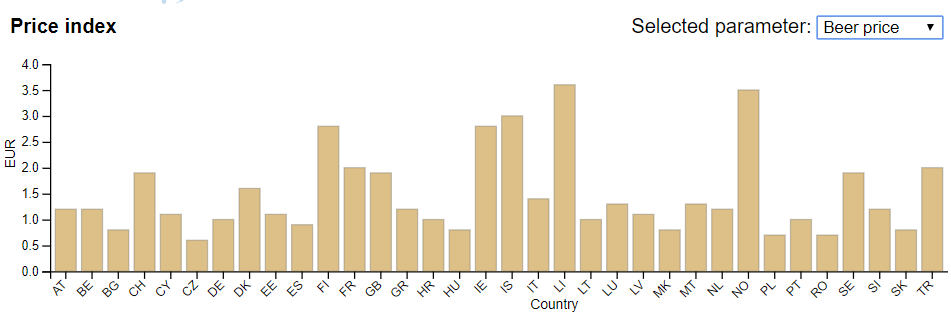 Price index
Selected parameter: Beer price
EUR
4.0
3.5
3.0
2.5
2.0
1.5
1.0
0.5
0.0
AT BE BG CH CY CZ DE DK EE ES FI FR GB GR HR HU IE IS IT LI LT LU LV MK MT NL NO PL PT RO SE SI SK TR
Country